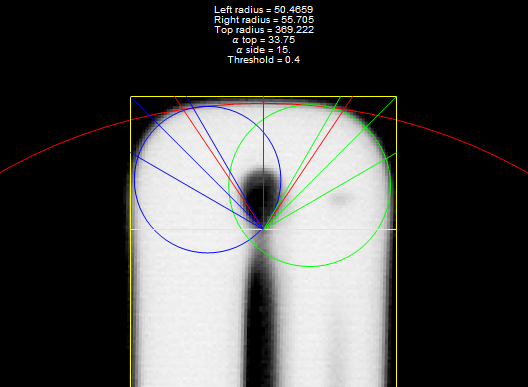 Left radius = 50.4659
Right radius = 55.705
Top radius = 369.222
α top = 33.75
α side = 15.
Threshold = 0.4